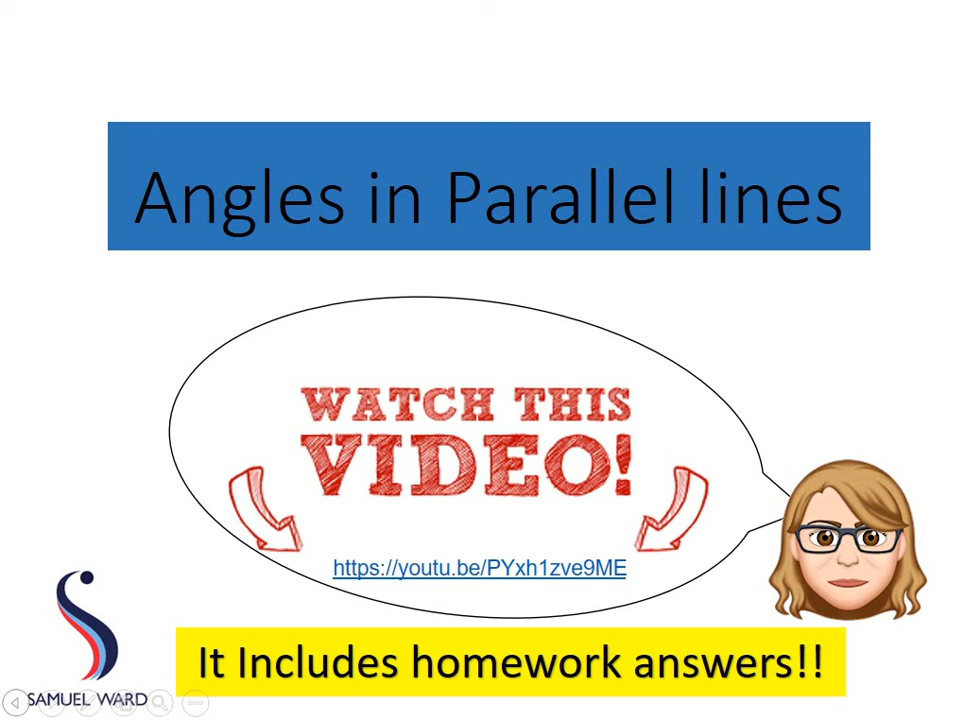 Angles in Parallel lines
WATCH THIS
VIDEO!
https://youtu.be/PYxh1zve9ME
It Includes homework answers!!
SAMUEL WARD